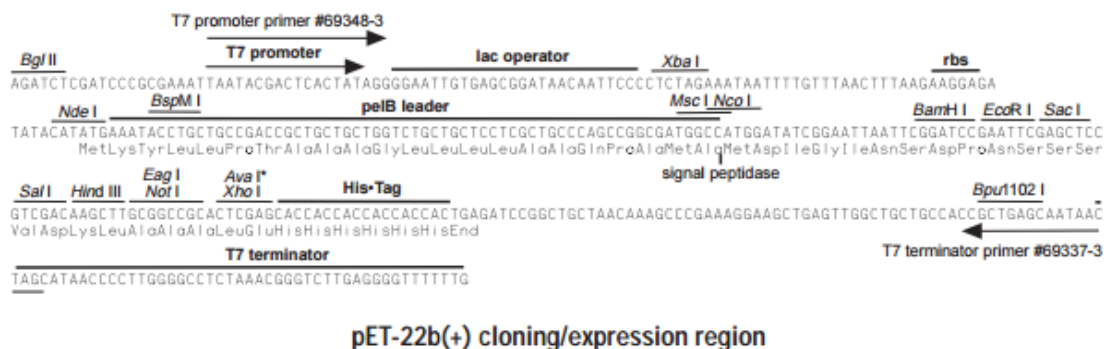 T7 promoter primer #69348-3
Bgl II T7 promoter lac operator Xba I rbs
AGATCTCGATCCCGCGAAATTAATACGACTCACTATAGGGGAATTGTGAGCGGATAACAATTCCCCTCTAGAAATAATTTTGTTTAACTTTAAGAAGGAGA
Nde I BspM I pelB leader Msc I Nco I BamH I EcoR I Sac I
TATACATATGAAATACCTGCTGCCGACCGCTGCTGCTGGTCTGCTGCTCCTCGCTGCCCAGCCGGCGATGGCCATGGATATCGGAATTAATTCGGATCCGAATTCGAGCTCC
MetLysTyrLeuLeuProThrAlaAlaAlaGlyLeuLeuLeuLeuAlaAlaGlnProAlaMetAlaMetAspIleGlyIleAsnSerAspProAsnSerSerSer
signal peptidase
Sal I Hind III Eag I Not I Ava I* Xho I His•Tag Bpu1102 I
GTCGACAAGCTTGCGGCCGCACTCGAGCACCACCACCACCACCACTGAGATCCGGCTGCTAACAAAGCCCGAAAGGAAGCTGAGTTGGCTGCTGCCACCGCTGAGCAATAAC
ValAspLysLeuAlaAlaAlaLeuGluHisHisHisHisHisHisEnd
T7 terminator T7 terminator primer #69337-3
TAGCATAACCCCTTGGGGCCTCTAAACGGGTCTTGAGGGGTTTTTTG
pET-22b(+) cloning/expression region